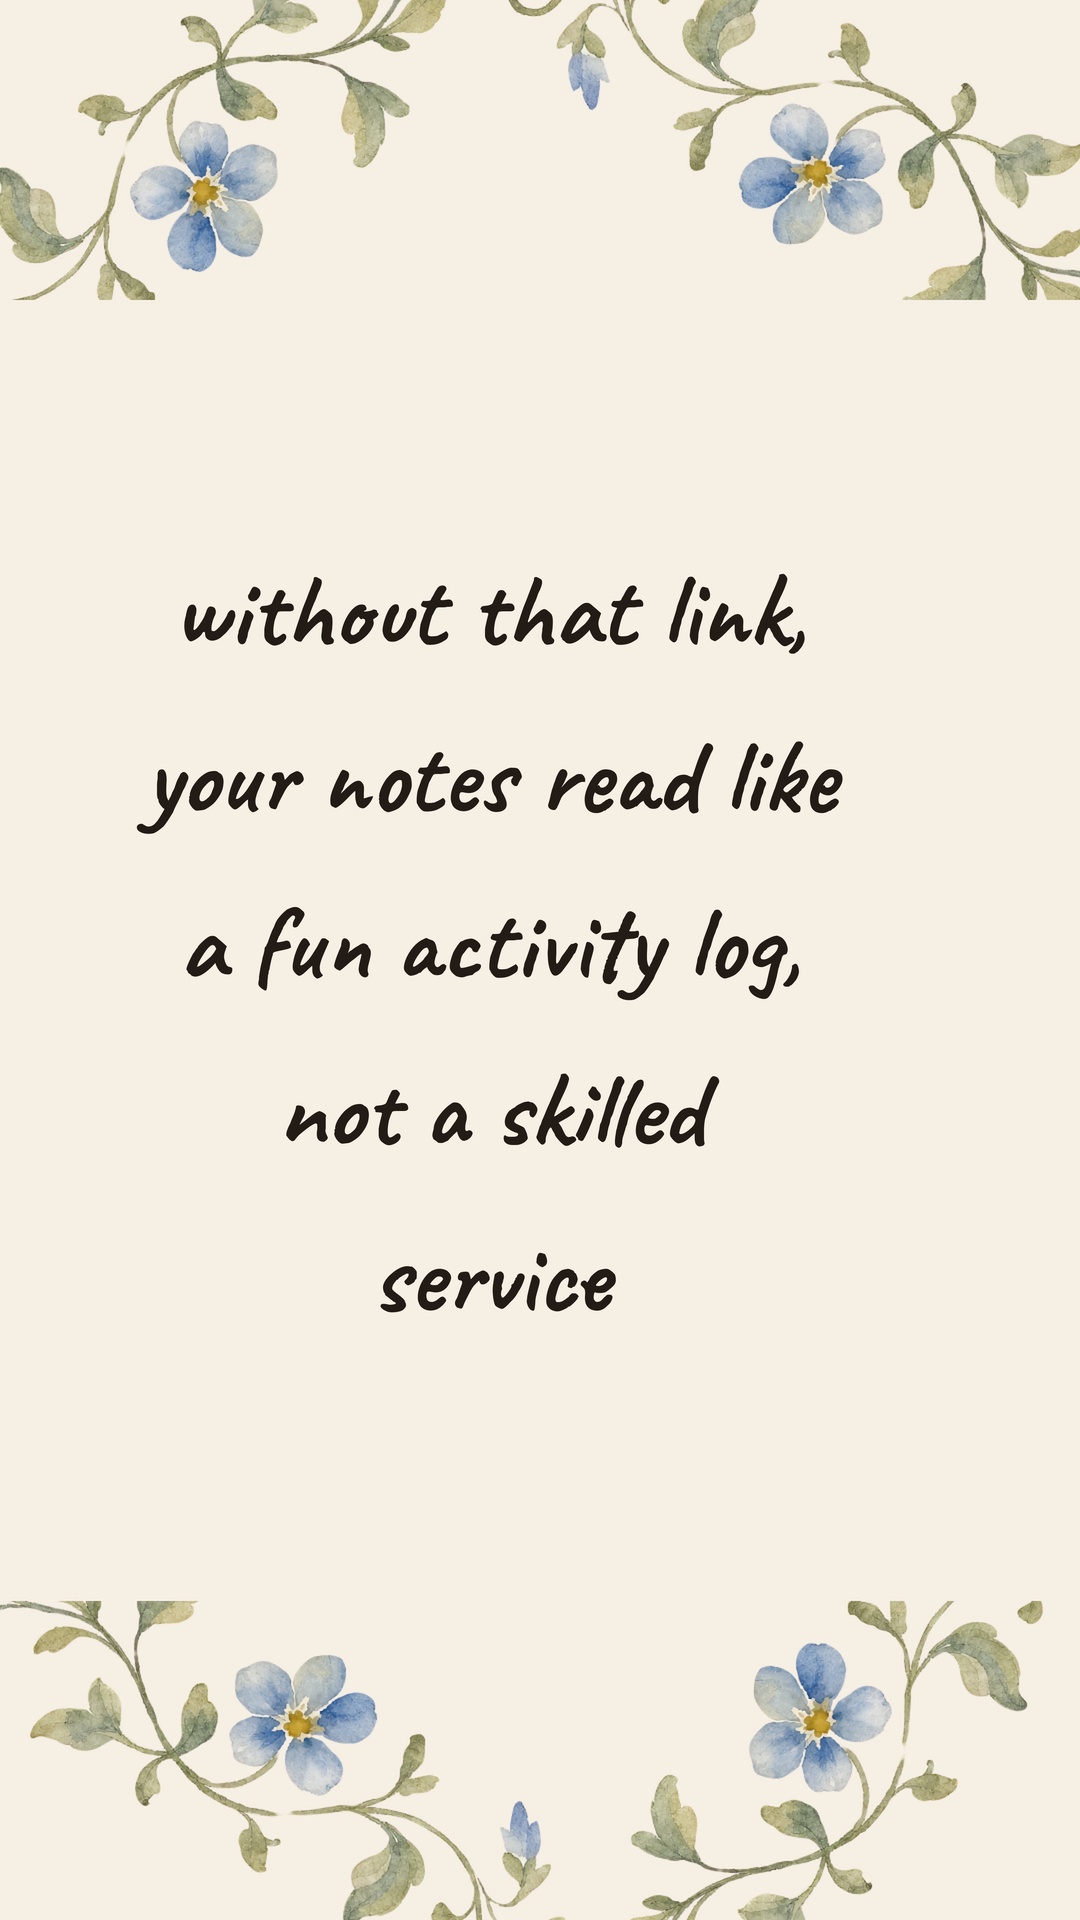 without that link,
your notes read like
a fun activity log,
not a skilled
service